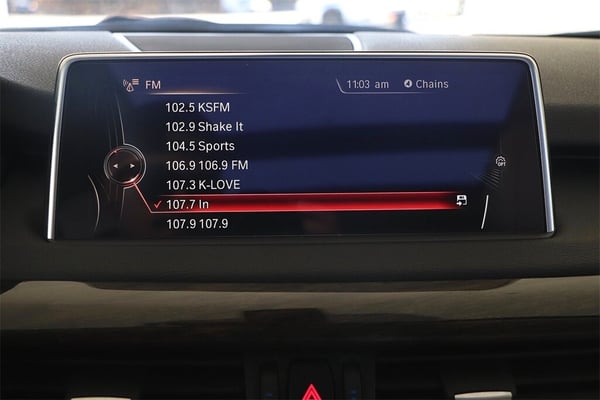 FM
11:03 am Chains
102.5 KSFM
102.9 Shake It
104.5 Sports
106.9 106.9 FM
107.3 K-LOVE
107.7 In
107.9 107.9